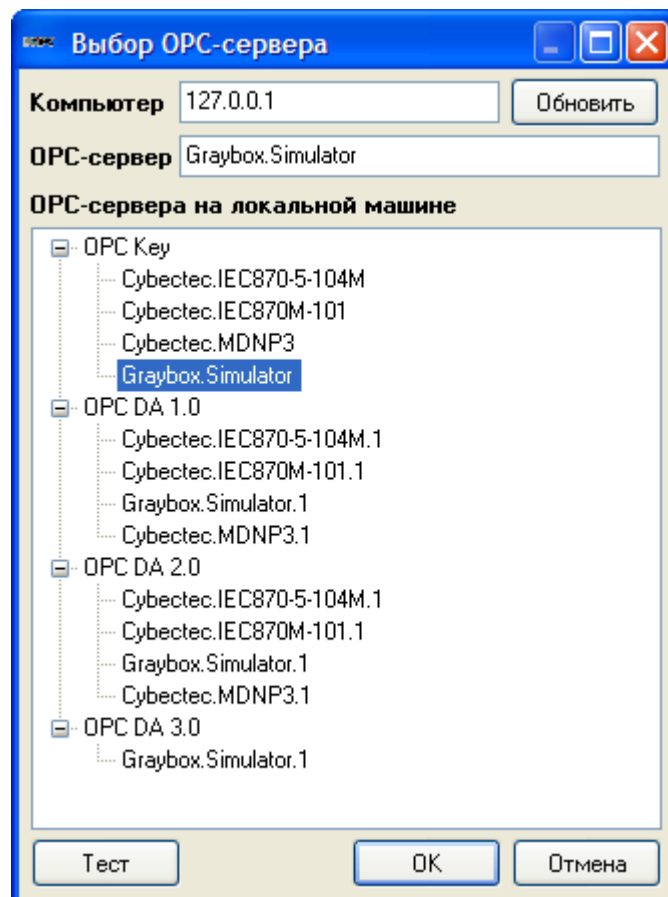 Выбор OPC-сервера
Компьютер 127.0.0.1 Обновить
OPC-сервер Graybox.Simulator
OPC-сервера на локальной машине
OPC Key
Cybectec.IEC870-5-104M
Cybectec.IEC870M-101
Cybectec.MDNP3
Graybox.Simulator
OPC DA 1.0
Cybectec.IEC870-5-104M.1
Cybectec.IEC870M-101.1
Graybox.Simulator.1
Cybectec.MDNP3.1
OPC DA 2.0
Cybectec.IEC870-5-104M.1
Cybectec.IEC870M-101.1
Graybox.Simulator.1
Cybectec.MDNP3.1
OPC DA 3.0
Graybox.Simulator.1
Тест OK Отмена